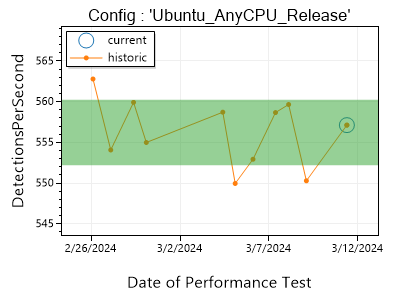 Config : 'Ubuntu_AnyCPU_Release'
current
historic
DetectionsPerSecond
565
560
555
550
545
2/26/2024
3/2/2024
3/7/2024
3/12/2024
Date of Performance Test